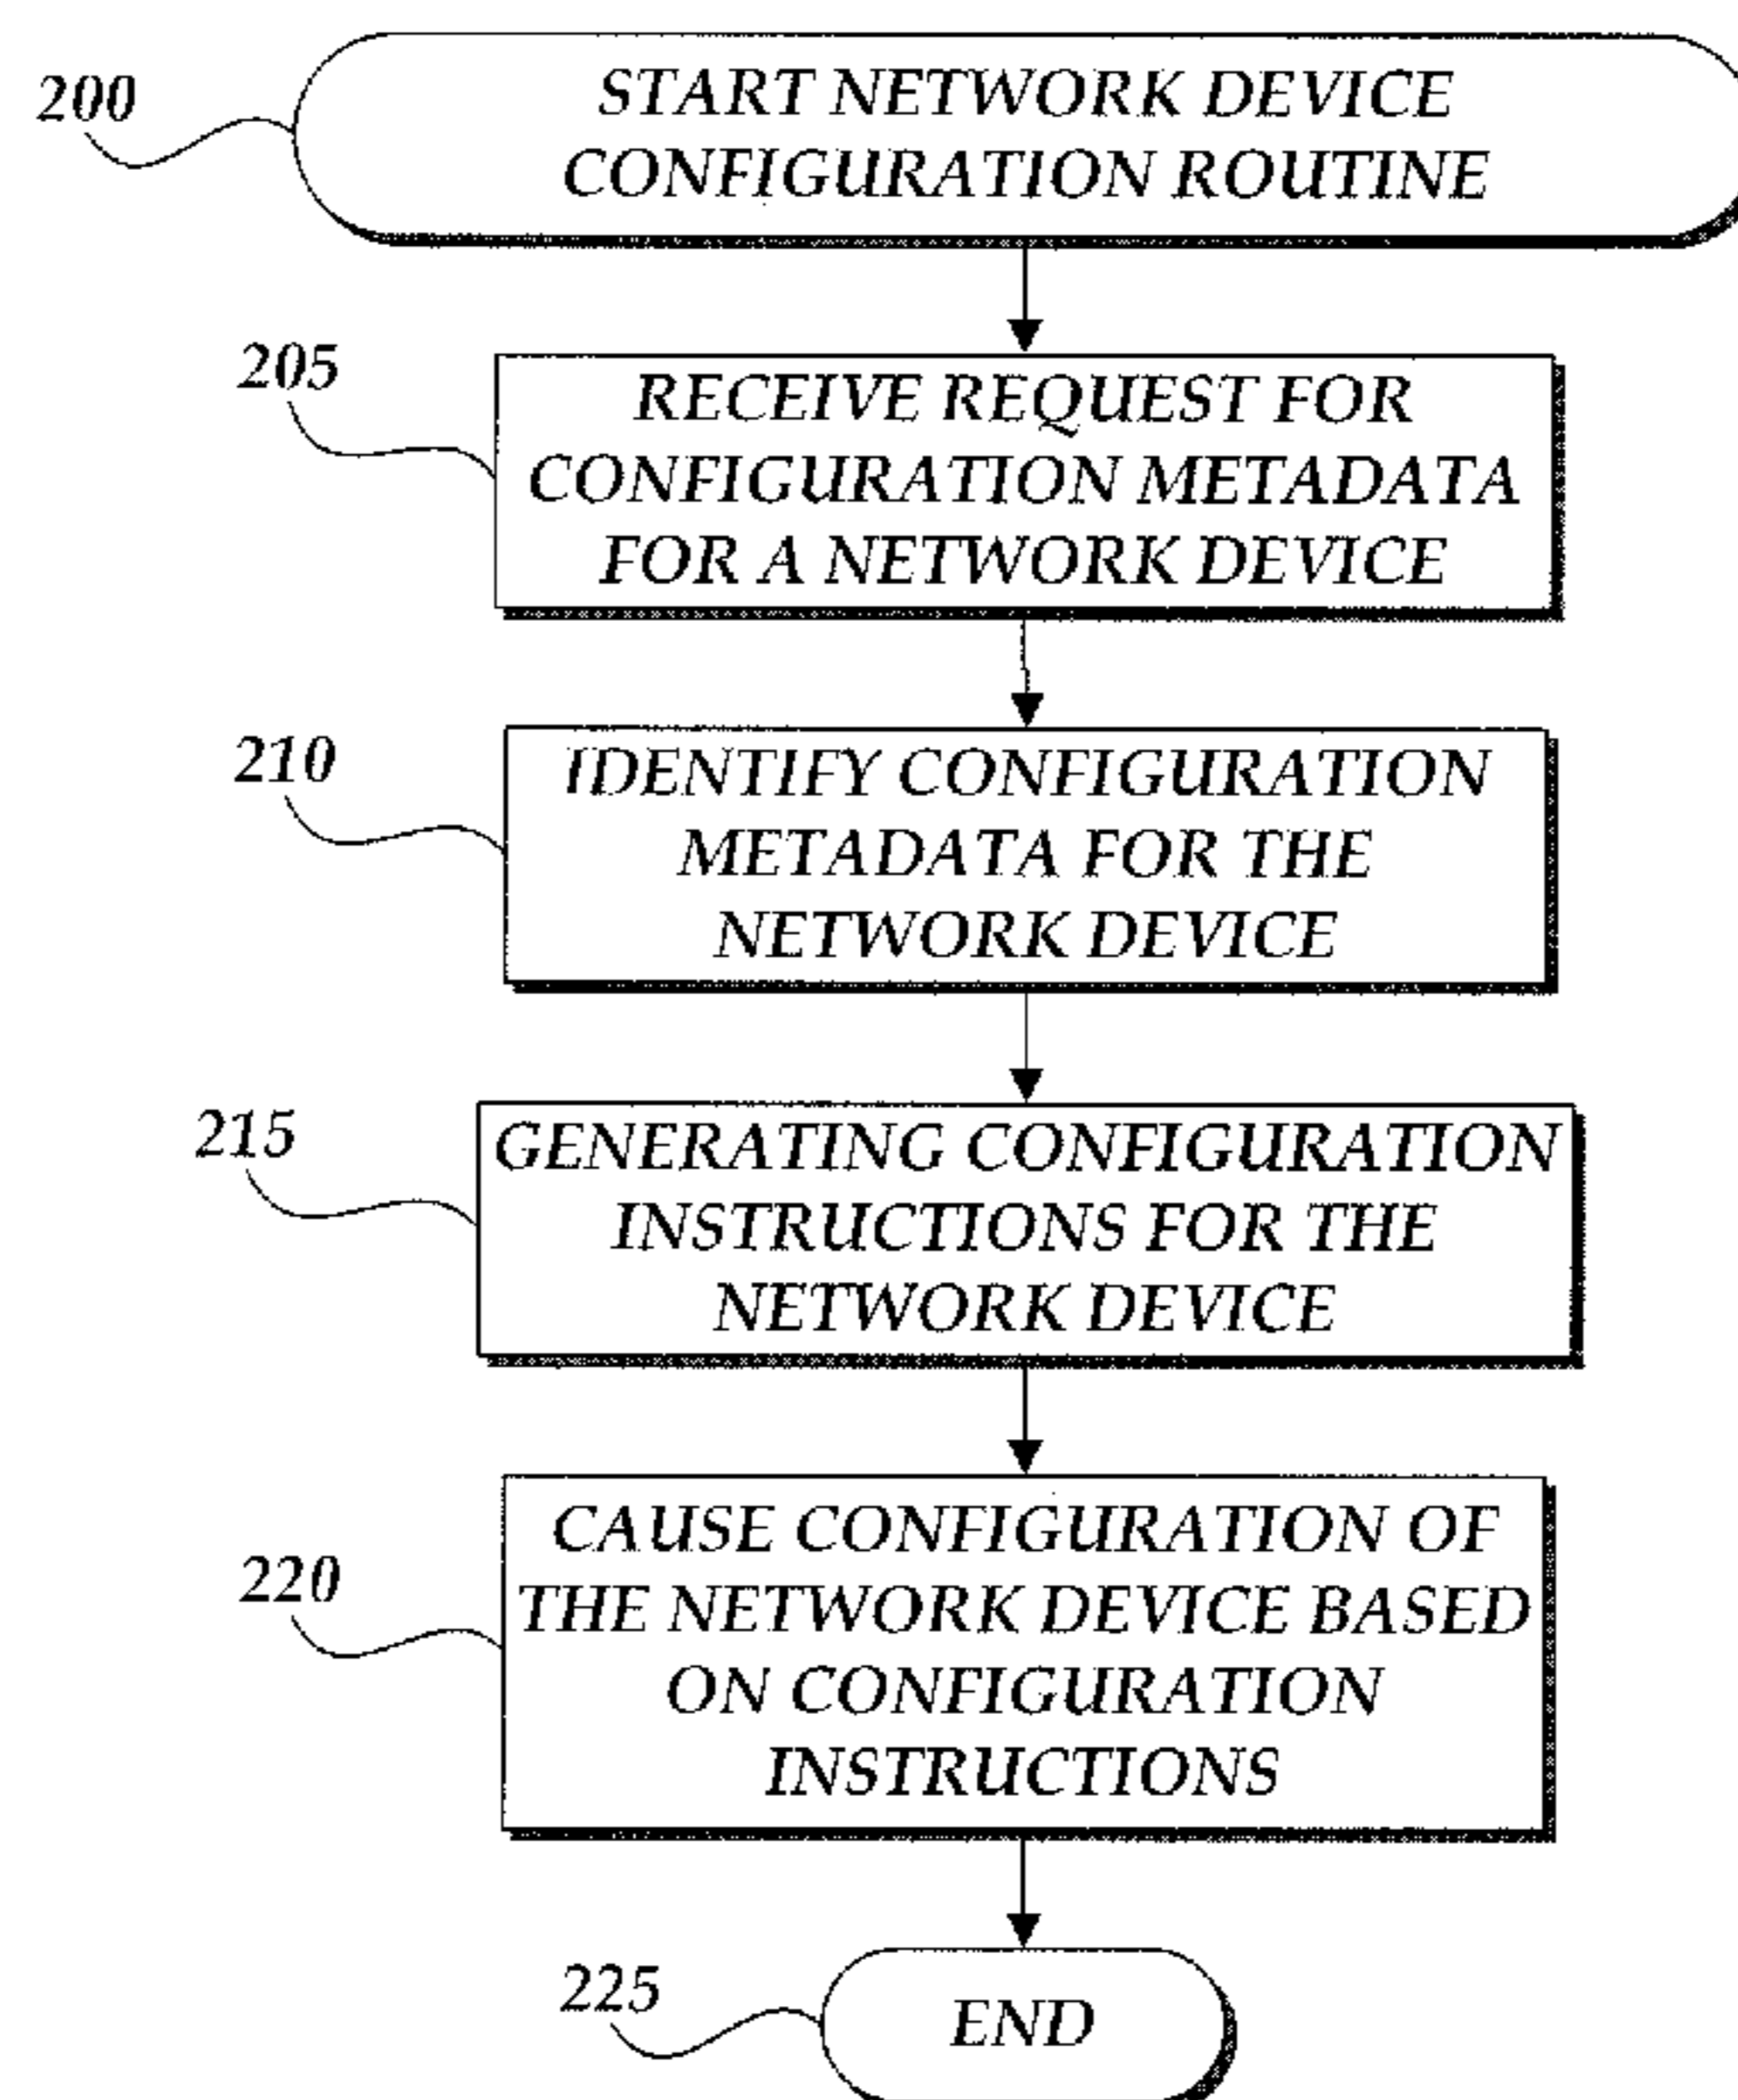 200
START NETWORK DEVICE
CONFIGURATION ROUTINE
205
RECEIVE REQUEST FOR
CONFIGURATION METADATA
FOR A NETWORK DEVICE
210
IDENTIFY CONFIGURATION
METADATA FOR THE
NETWORK DEVICE
215
GENERATING CONFIGURATION
INSTRUCTIONS FOR THE
NETWORK DEVICE
220
CAUSE CONFIGURATION OF
THE NETWORK DEVICE BASED
ON CONFIGURATION
INSTRUCTIONS
225
END